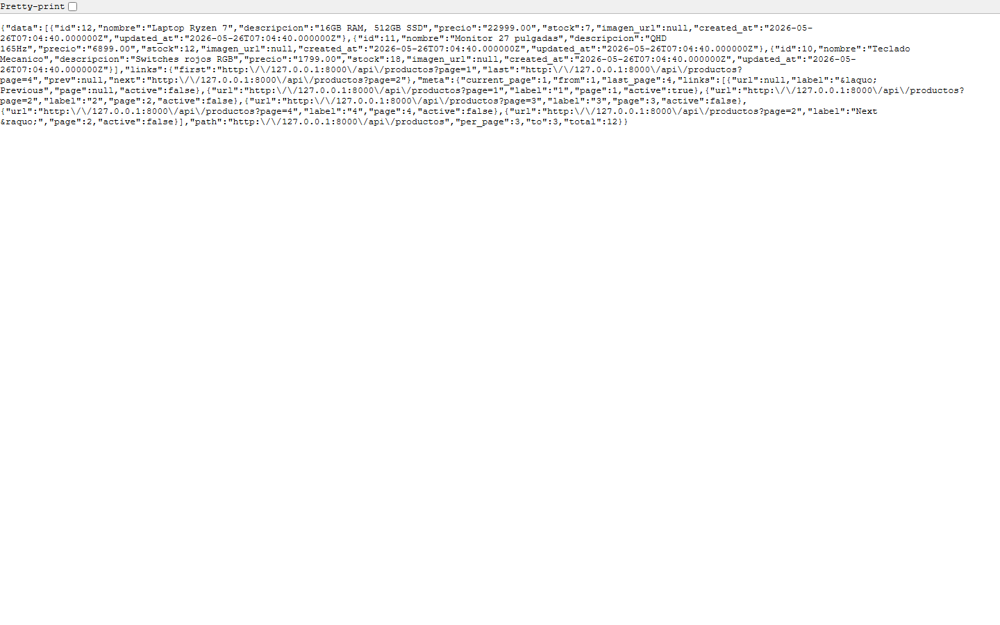 Pretty-print
{"data":[{"id":12,"nombre":"Laptop Ryzen 7","descripcion":"16GB RAM, 512GB SSD","precio":"22999.00","stock":7,"imagen_url":null,"created_at":"2026-05-
26T07:04:40.000000Z","updated_at":"2026-05-26T07:04:40.000000Z"},{"id":11,"nombre":"Monitor 27 pulgadas","descripcion":"QHD
165Hz","precio":"6899.00","stock":12,"imagen_url":null,"created_at":"2026-05-26T07:04:40.000000Z","updated_at":"2026-05-26T07:04:40.000000Z"},{"id":10,"nombre":"Teclado
Mecanico","descripcion":"Switches rojos RGB","precio":"1799.00","stock":18,"imagen_url":null,"created_at":"2026-05-26T07:04:40.000000Z","updated_at":"2026-05-
26T07:04:40.000000Z"}],"links":{"first":"http:\/\/127.0.0.1:8000\/api\/productos?page=1","last":"http:\/\/127.0.0.1:8000\/api\/productos?
page=4","prev":null,"next":"http:\/\/127.0.0.1:8000\/api\/productos?page=2"},"meta":{"current_page":1,"from":1,"last_page":4,"links":[{"url":null,"label":"&laquo;
Previous","page":null,"active":false},{"url":"http:\/\/127.0.0.1:8000\/api\/productos?page=1","label":"1","page":1,"active":true},{"url":"http:\/\/127.0.0.1:8000\/api\/productos?
page=2","label":"2","page":2,"active":false},{"url":"http:\/\/127.0.0.1:8000\/api\/productos?page=3","label":"3","page":3,"active":false},
{"url":"http:\/\/127.0.0.1:8000\/api\/productos?page=4","label":"4","page":4,"active":false},{"url":"http:\/\/127.0.0.1:8000\/api\/productos?page=2","label":"Next
&raquo;","page":2,"active":false}],"path":"http:\/\/127.0.0.1:8000\/api\/productos","per_page":3,"to":3,"total":12}}